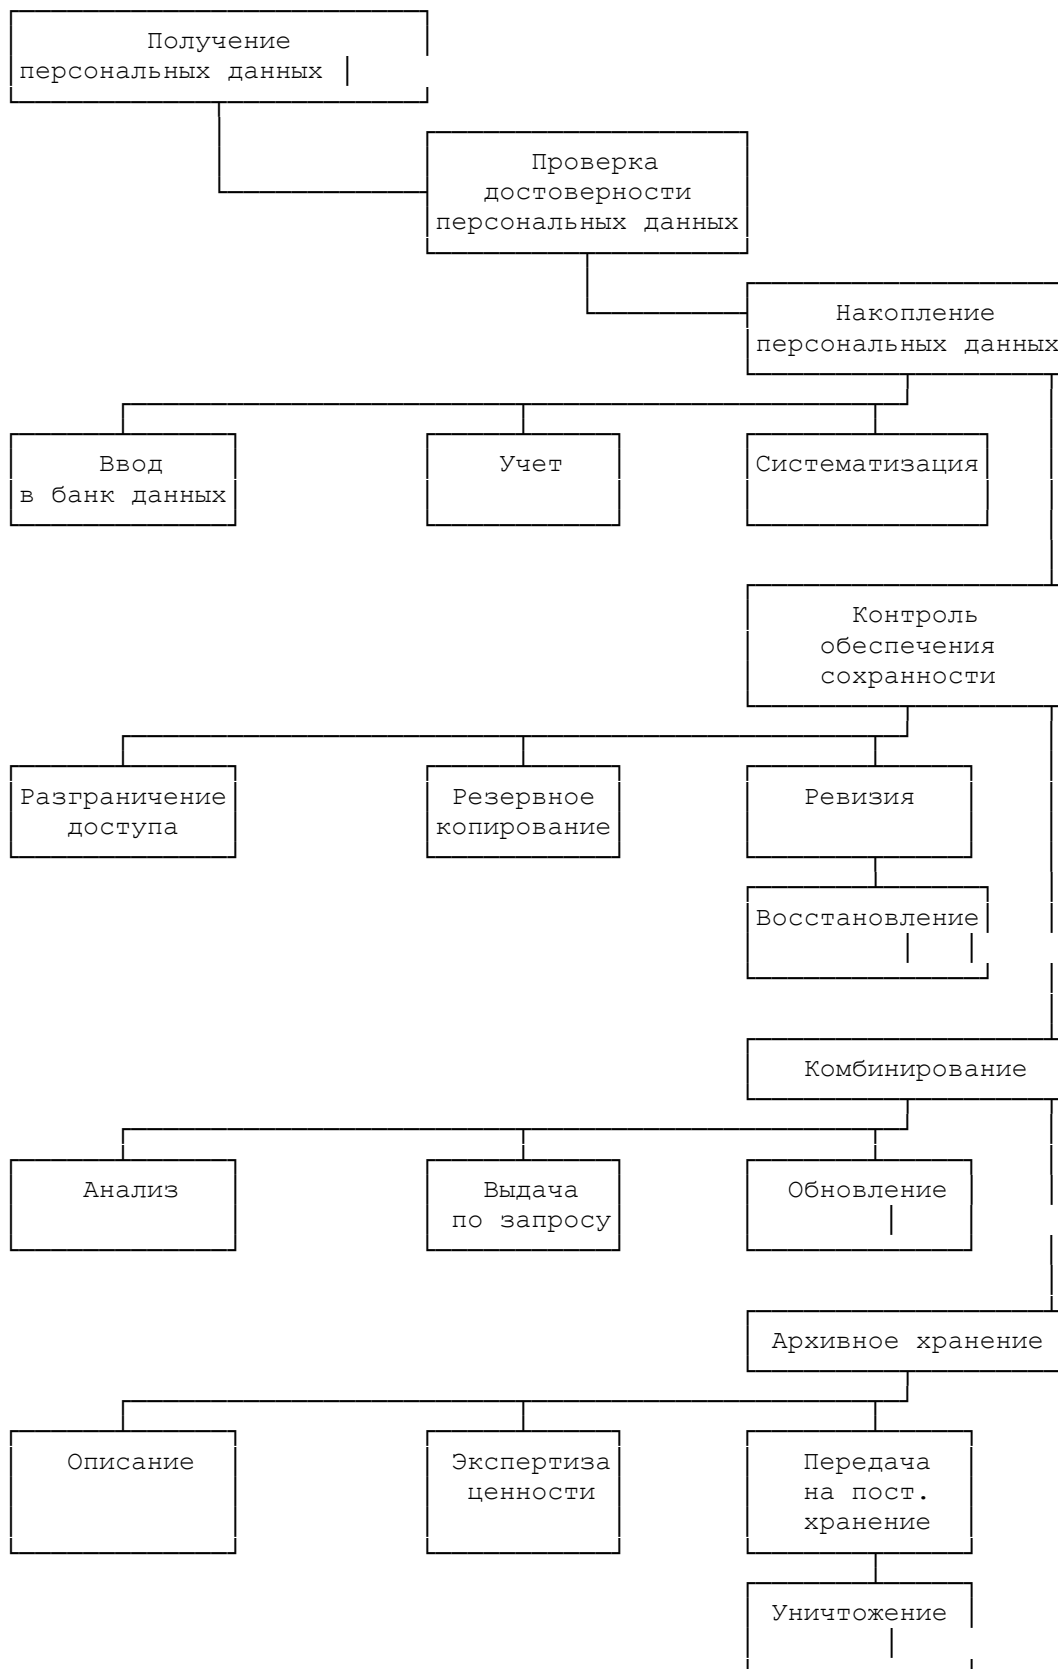 Получение
персональных данных
Проверка
достоверности
персональных данных
Накопление
персональных данных
Ввод
в банк данных
Учет
Систематизация
Контроль
обеспечения
сохранности
Разграничение
доступа
Резервное
копирование
Ревизия
Восстановление
Комбинирование
Анализ
Выдача
по запросу
Обновление
Архивное хранение
Описание
Экспертиза
ценности
Передача
на пост.
хранение
Уничтожение